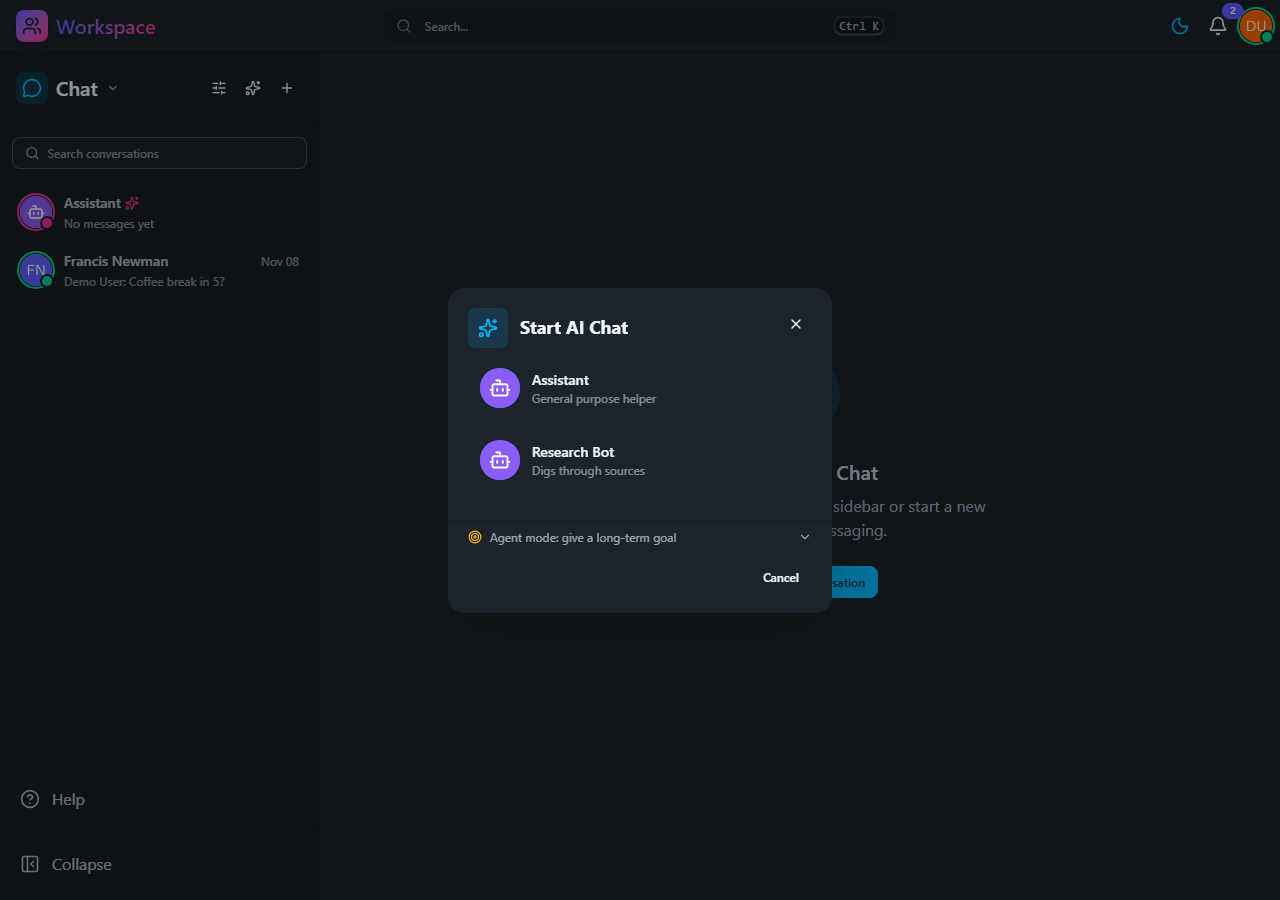 Workspace
Search...
Ctrl K
2
DU
Chat
Search conversations
Assistant
No messages yet
FN
Francis Newman
Nov 08
Demo User: Coffee break in 5?
Start AI Chat
Assistant
General purpose helper
Research Bot
Digs through sources
Agent mode: give a long-term goal
Cancel
Chat
sidebar or start a new
ssaging.
sation
Help
Collapse